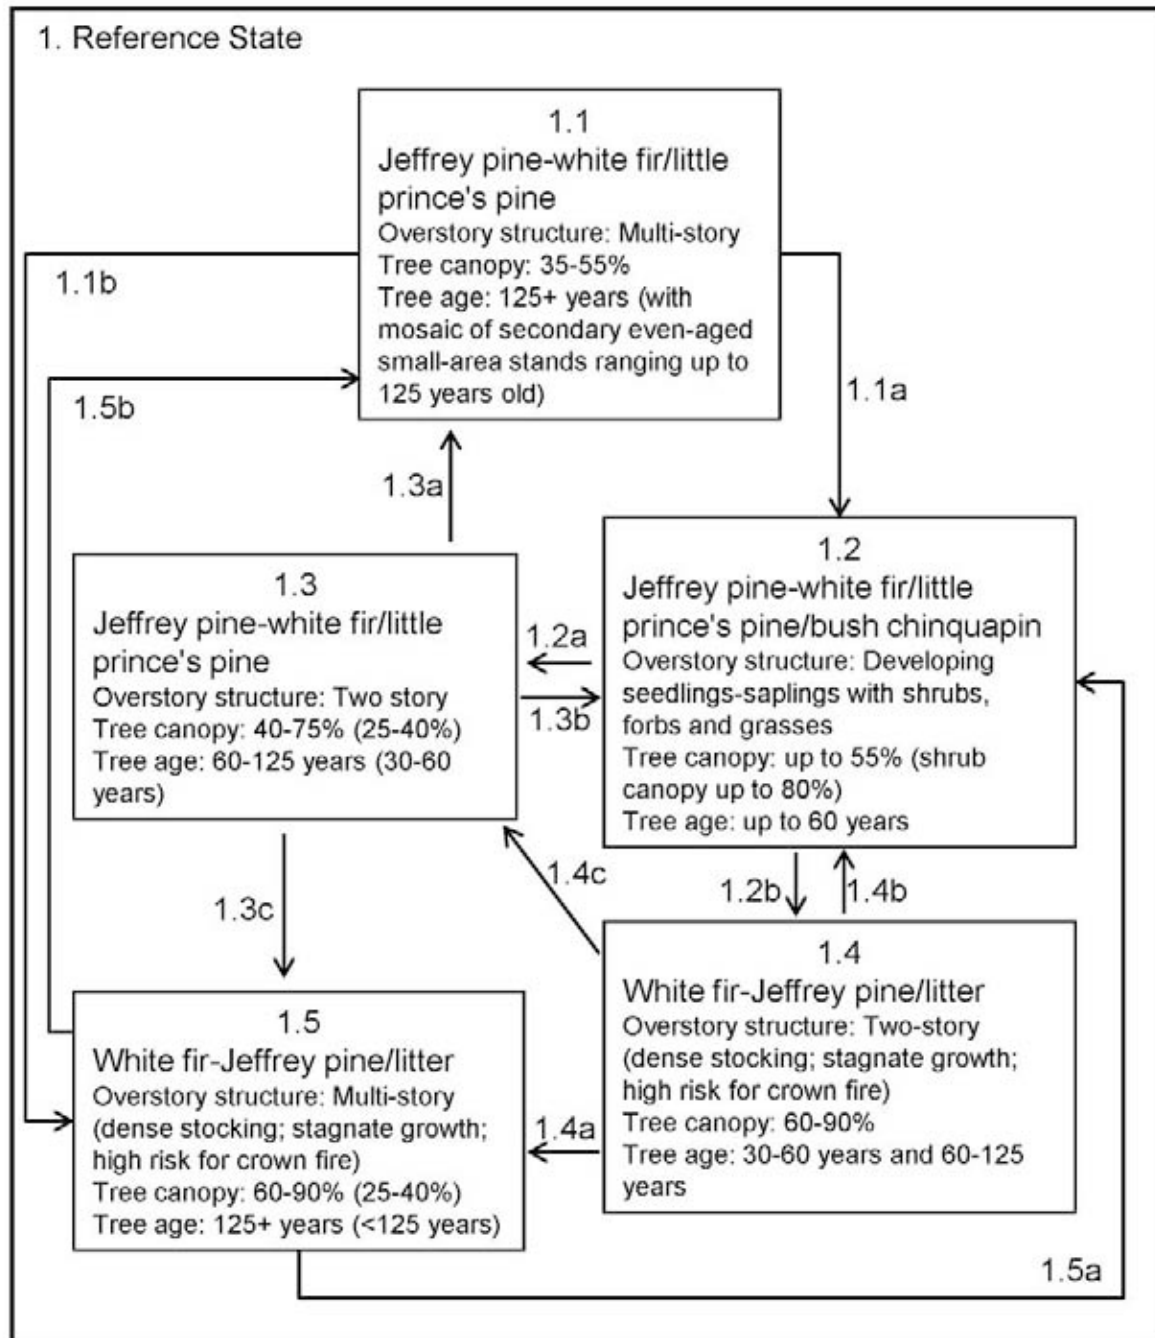 1. Reference State
1.1
Jeffrey pine-white fir/little
prince's pine
Overstory structure: Multi-story
Tree canopy: 35-55%
Tree age: 125+ years (with
mosaic of secondary even-aged
small-area stands ranging up to
125 years old)
1.1b
1.5b
1.1a
1.3a
1.3
Jeffrey pine-white fir/little
prince's pine
Overstory structure: Two story
Tree canopy: 40-75% (25-40%)
Tree age: 60-125 years (30-60
years)
1.2a
1.3b
1.2
Jeffrey pine-white fir/little
prince's pine/bush chinquapin
Overstory structure: Developing
seedlings-saplings with shrubs,
forbs and grasses
Tree canopy: up to 55% (shrub
canopy up to 80%)
Tree age: up to 60 years
1.3c
1.4c
1.2b
1.4b
1.5
White fir-Jeffrey pine/litter
Overstory structure: Multi-story
(dense stocking; stagnate growth;
high risk for crown fire)
Tree canopy: 60-90% (25-40%)
Tree age: 125+ years (<125 years)
1.4a
1.4
White fir-Jeffrey pine/litter
Overstory structure: Two-story
(dense stocking; stagnate growth;
high risk for crown fire)
Tree canopy: 60-90%
Tree age: 30-60 years and 60-125
years
1.5a